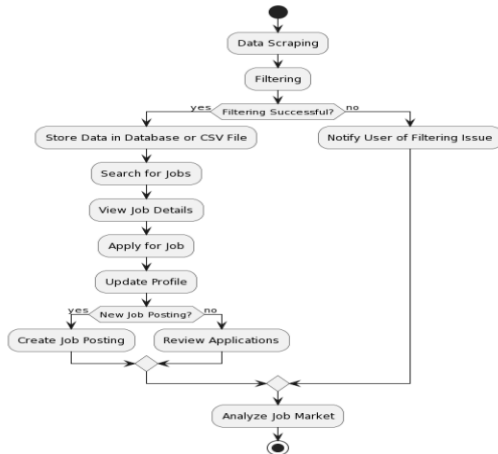 Data Scraping
Filtering
yes
Filtering Successful?
no
Store Data in Database or CSV File
Notify User of Filtering Issue
Search for Jobs
View Job Details
Apply for Job
Update Profile
yes
New Job Posting?
no
Create Job Posting
Review Applications
Analyze Job Market